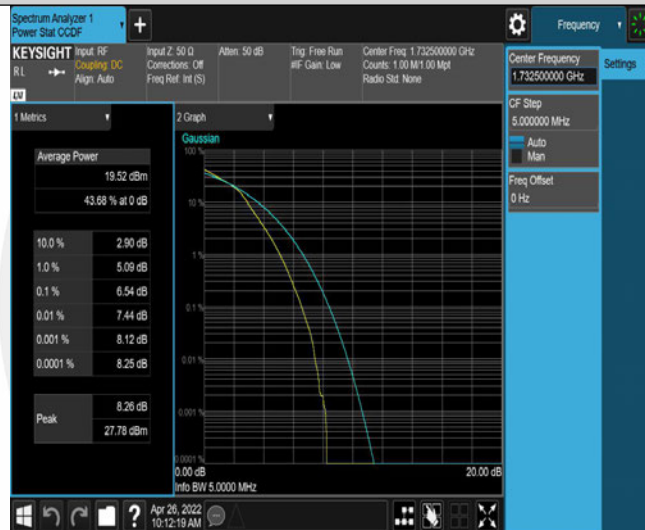 Spectrum Analyzer 1
Power Stat CCDF
+
Frequency
KEYSIGHT
R L
Input: RF
Coupling: DC
Align: Auto
Input Z: 50 Ω
Corrections: Off
Freq Ref: Int (S)
Atten: 50 dB
Trig: Free Run
#IF Gain: Low
Center Freq: 1.732500000 GHz
Counts: 1.00 M/1.00 Mpt
Radio Std: None
Center Frequency
1.732500000 GHz
Settings
CF Step
5.000000 MHz
Auto
Man
Freq Offset
0 Hz
1 Metrics
Average Power
19.52 dBm
43.68 % at 0 dB
10.0 % 2.90 dB
1.0 % 5.09 dB
0.1 % 6.54 dB
0.01 % 7.44 dB
0.001 % 8.12 dB
0.0001 % 8.25 dB
Peak
8.26 dB
27.78 dBm
2 Graph
Gaussian
100 %
10 %
1 %
0.1 %
0.01 %
0.001 %
0.0001 %
0.00 dB 20.00 dB
Info BW 5.0000 MHz
?
Apr 26, 2022
10:12:19 AM